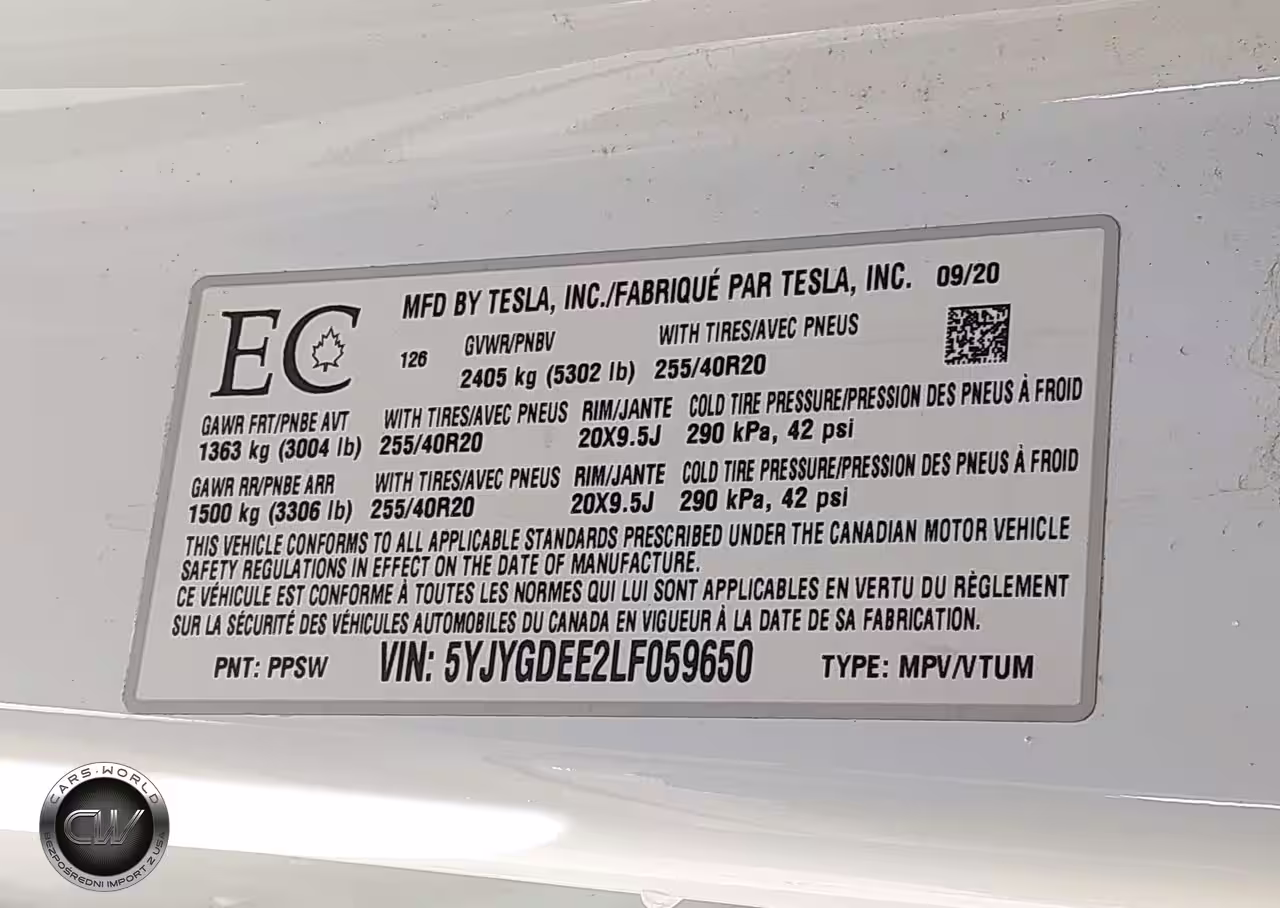 EC
MFD BY TESLA, INC./FABRIQUÉ PAR TESLA, INC. 09/20
126 GVWR/PNBV WITH TIRES/AVEC PNEUS
2405 kg (5302 lb) 255/40R20
GAWR FRT/PNBE AVT WITH TIRES/AVEC PNEUS RIM/JANTE COLD TIRE PRESSURE/PRESSION DES PNEUS À FROID
1363 kg (3004 lb) 255/40R20 20X9.5J 290 kPa, 42 psi
GAWR RR/PNBE ARR WITH TIRES/AVEC PNEUS RIM/JANTE COLD TIRE PRESSURE/PRESSION DES PNEUS À FROID
1500 kg (3306 lb) 255/40R20 20X9.5J 290 kPa, 42 psi
THIS VEHICLE CONFORMS TO ALL APPLICABLE STANDARDS PRESCRIBED UNDER THE CANADIAN MOTOR VEHICLE
SAFETY REGULATIONS IN EFFECT ON THE DATE OF MANUFACTURE.
CE VÉHICULE EST CONFORME À TOUTES LES NORMES QUI LUI SONT APPLICABLES EN VERTU DU RÈGLEMENT
SUR LA SÉCURITÉ DES VÉHICULES AUTOMOBILES DU CANADA EN VIGUEUR À LA DATE DE SA FABRICATION.
PNT: PPSW VIN: 5YJYGDEE2LF059650 TYPE: MPV/VTUM
CARS·WORLD
CW
BEZPOŚREDNI IMPORT Z USA